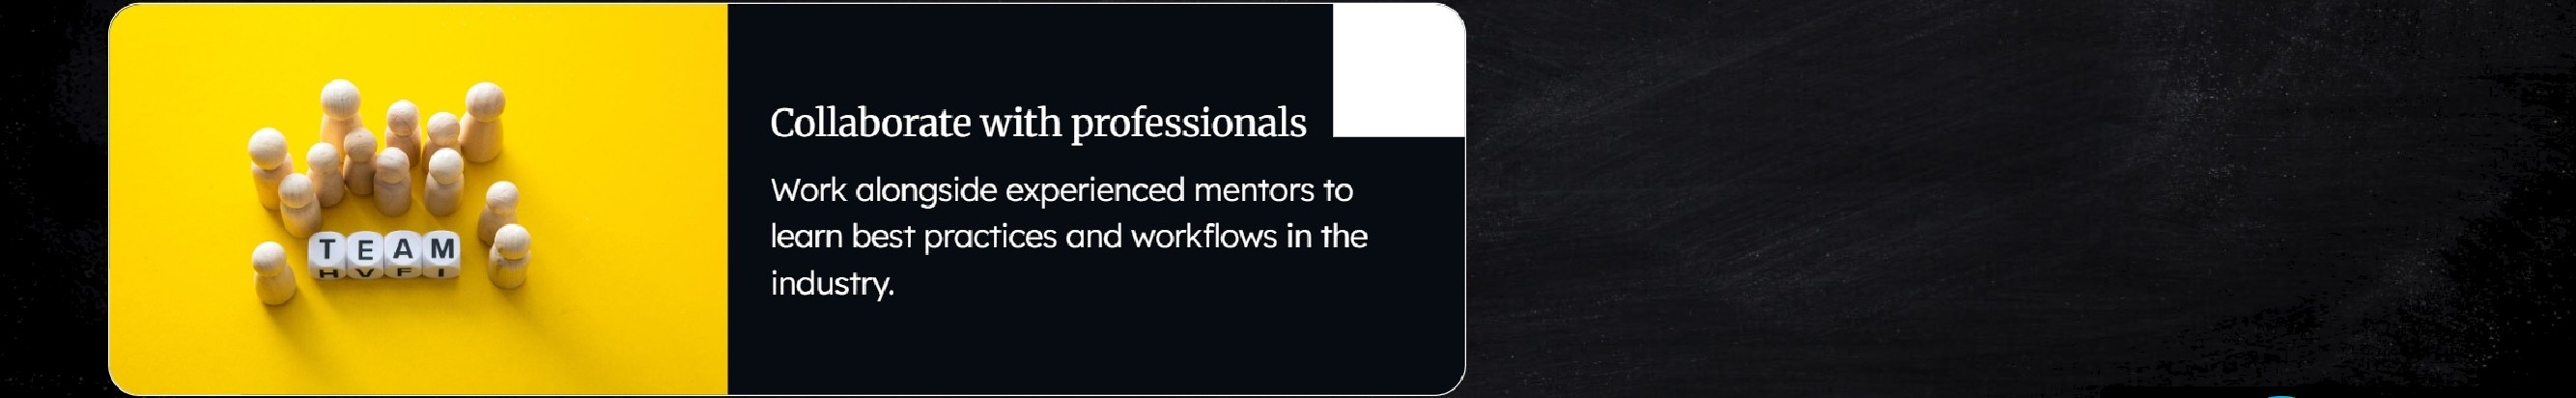 Collaborate with professionals
Work alongside experienced mentors to
learn best practices and workflows in the
industry.
TEAM